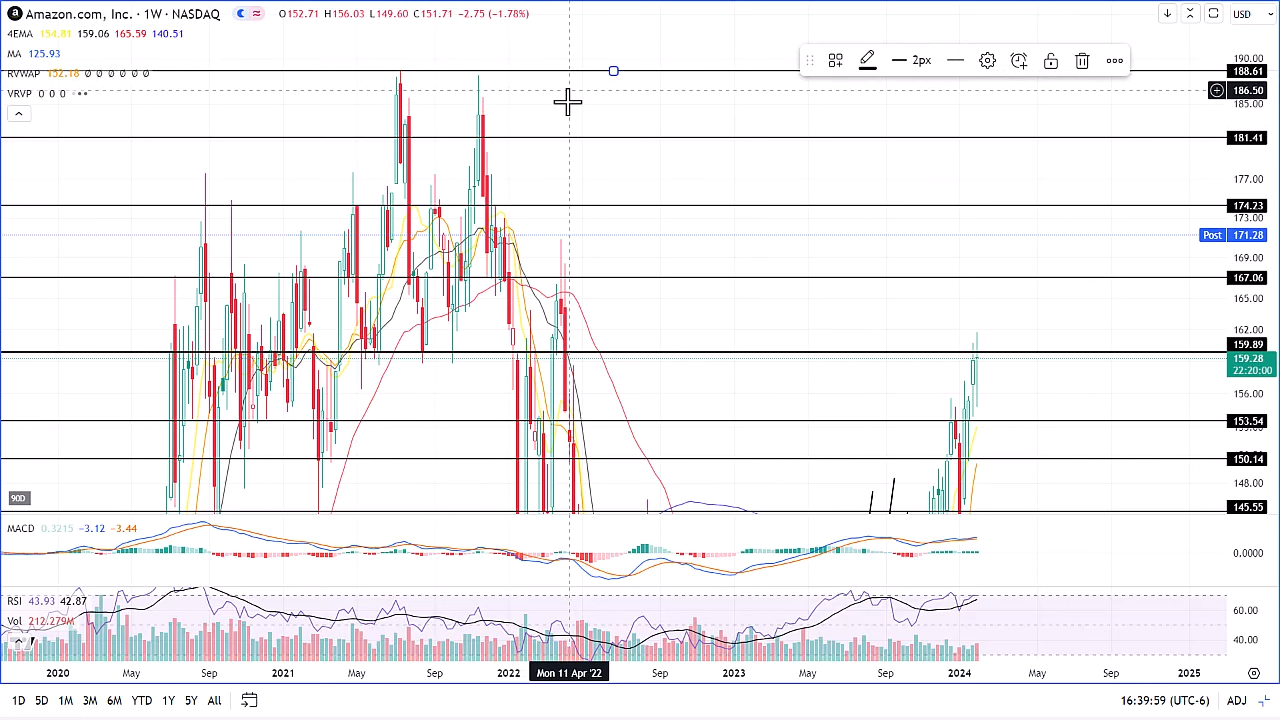 Amazon.com, Inc. · 1W · NASDAQ O152.71 H156.03 L149.60 C151.71 −2.75 (−1.78%)
USD
4EMA 154.81 159.06 165.59 140.51
MA 125.93
2px
RVWAP 152.18 ∅ ∅ ∅ ∅ ∅ ∅
VRVP 0 0 0
190.00
188.61
186.50
185.00
181.41
177.00
174.23
173.00
Post 171.28
169.00
167.06
165.00
162.00
159.89
159.28
22:20:00
156.00
153.54
150.14
148.00
90D
145.55
MACD 0.3215 −3.12 −3.44
0.0000
RSI 43.93 42.87
60.00
Vol 212.279M
40.00
2020 May Sep 2021 May Sep 2022 Mon 11 Apr '22 Sep 2023 May Sep 2024 May Sep 2025
1D 5D 1M 3M 6M YTD 1Y 5Y All 16:39:59 (UTC-6) ADJ